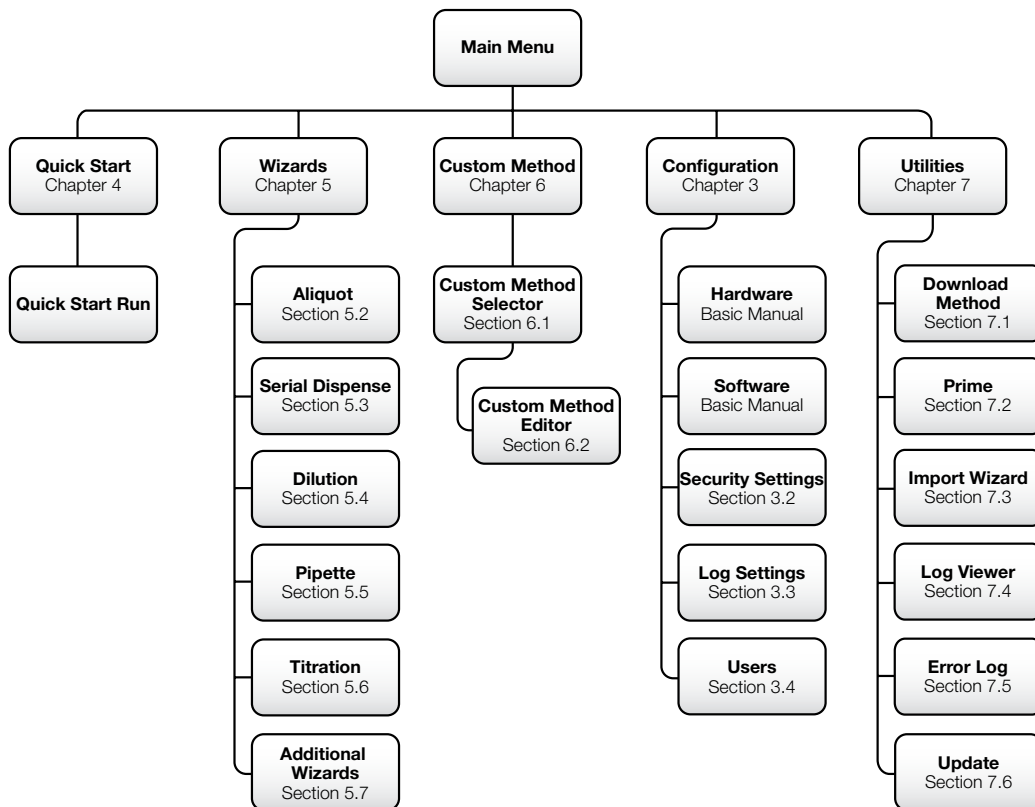 Main Menu
Quick Start
Chapter 4
Wizards
Chapter 5
Custom Method
Chapter 6
Configuration
Chapter 3
Utilities
Chapter 7
Quick Start Run
Aliquot
Section 5.2
Serial Dispense
Section 5.3
Dilution
Section 5.4
Pipette
Section 5.5
Titration
Section 5.6
Additional
Wizards
Section 5.7
Custom Method
Selector
Section 6.1
Custom Method
Editor
Section 6.2
Hardware
Basic Manual
Software
Basic Manual
Security Settings
Section 3.2
Log Settings
Section 3.3
Users
Section 3.4
Download
Method
Section 7.1
Prime
Section 7.2
Import Wizard
Section 7.3
Log Viewer
Section 7.4
Error Log
Section 7.5
Update
Section 7.6